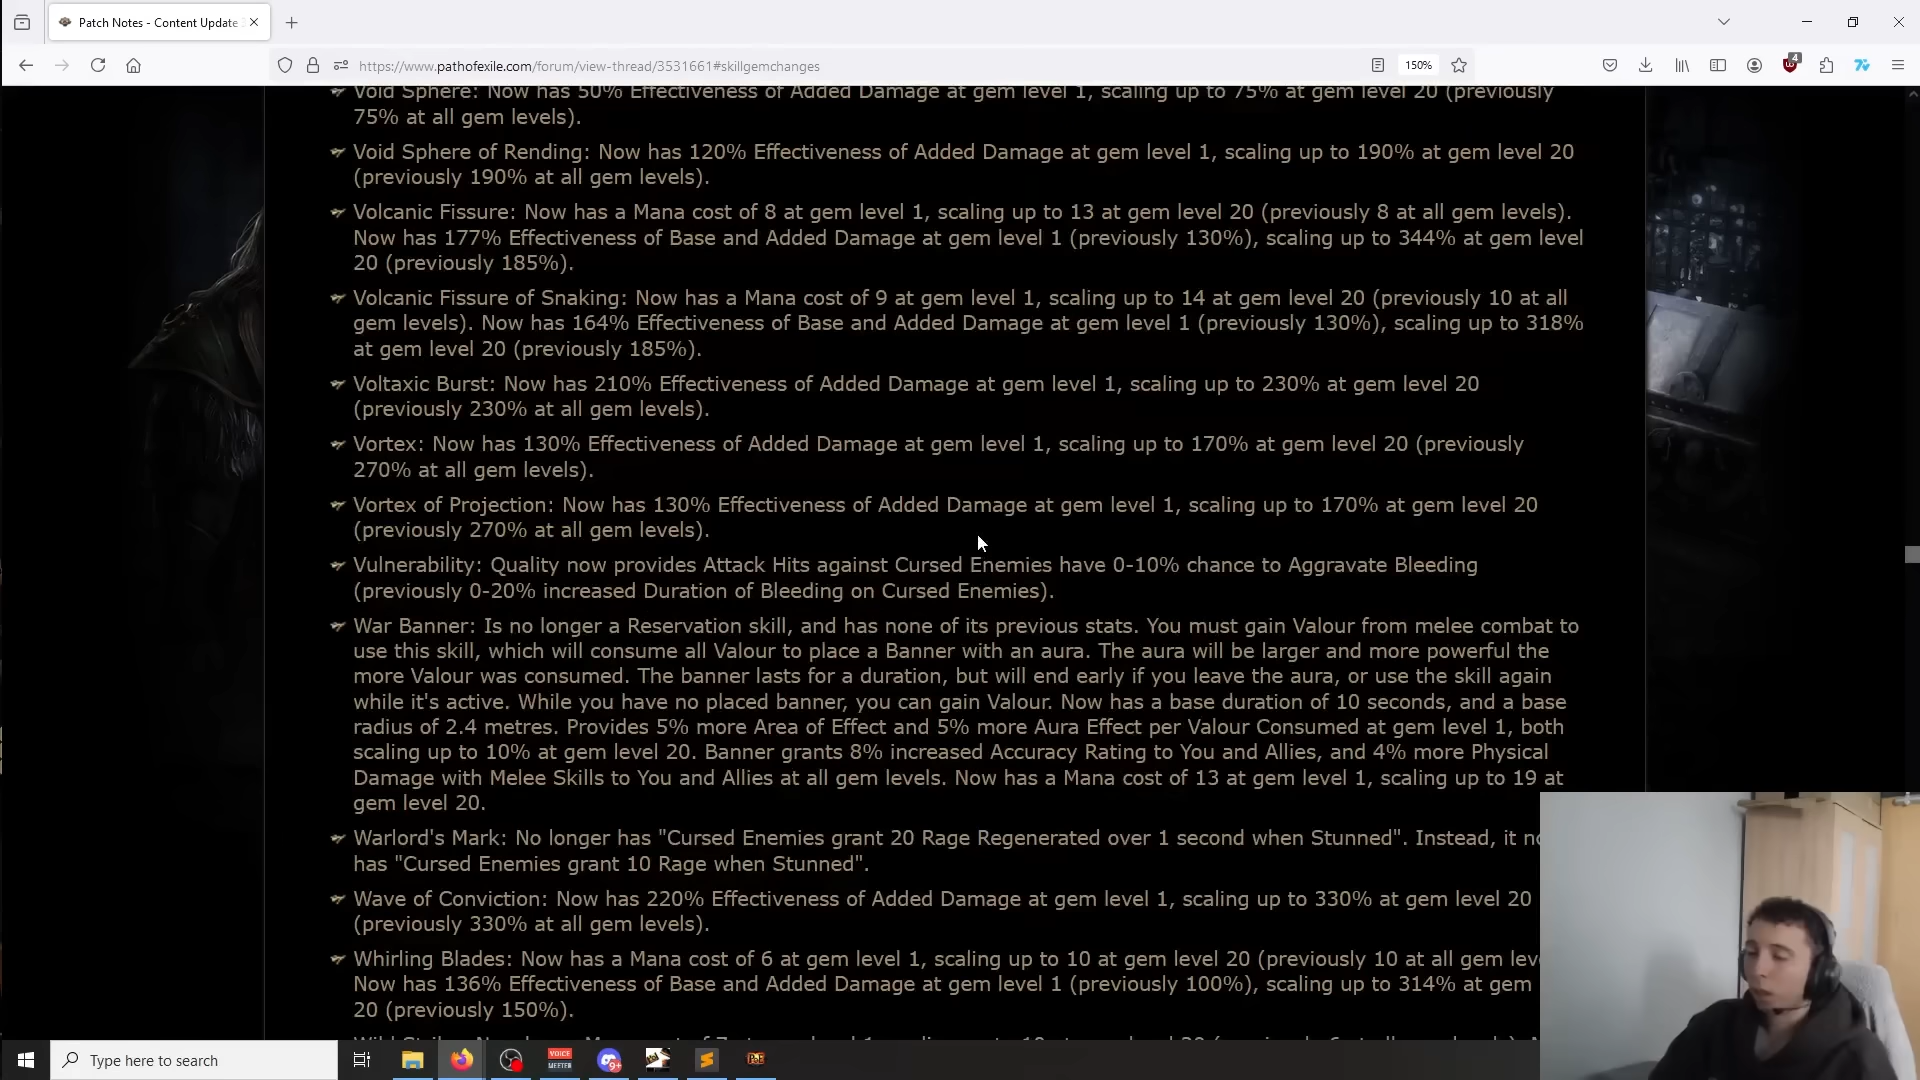 Patch Notes - Content Update
https://www.pathofexile.com/forum/view-thread/3531661#skillgemchanges
150%
4
Void Sphere: Now has 50% Effectiveness of Added Damage at gem level 1, scaling up to 75% at gem level 20 (previously
75% at all gem levels).
Void Sphere of Rending: Now has 120% Effectiveness of Added Damage at gem level 1, scaling up to 190% at gem level 20
(previously 190% at all gem levels).
Volcanic Fissure: Now has a Mana cost of 8 at gem level 1, scaling up to 13 at gem level 20 (previously 8 at all gem levels).
Now has 177% Effectiveness of Base and Added Damage at gem level 1 (previously 130%), scaling up to 344% at gem level
20 (previously 185%).
Volcanic Fissure of Snaking: Now has a Mana cost of 9 at gem level 1, scaling up to 14 at gem level 20 (previously 10 at all
gem levels). Now has 164% Effectiveness of Base and Added Damage at gem level 1 (previously 130%), scaling up to 318%
at gem level 20 (previously 185%).
Voltaxic Burst: Now has 210% Effectiveness of Added Damage at gem level 1, scaling up to 230% at gem level 20
(previously 230% at all gem levels).
Vortex: Now has 130% Effectiveness of Added Damage at gem level 1, scaling up to 170% at gem level 20 (previously
270% at all gem levels).
Vortex of Projection: Now has 130% Effectiveness of Added Damage at gem level 1, scaling up to 170% at gem level 20
(previously 270% at all gem levels).
Vulnerability: Quality now provides Attack Hits against Cursed Enemies have 0-10% chance to Aggravate Bleeding
(previously 0-20% increased Duration of Bleeding on Cursed Enemies).
War Banner: Is no longer a Reservation skill, and has none of its previous stats. You must gain Valour from melee combat to
use this skill, which will consume all Valour to place a Banner with an aura. The aura will be larger and more powerful the
more Valour was consumed. The banner lasts for a duration, but will end early if you leave the aura, or use the skill again
while it's active. While you have no placed banner, you can gain Valour. Now has a base duration of 10 seconds, and a base
radius of 2.4 metres. Provides 5% more Area of Effect and 5% more Aura Effect per Valour Consumed at gem level 1, both
scaling up to 10% at gem level 20. Banner grants 8% increased Accuracy Rating to You and Allies, and 4% more Physical
Damage with Melee Skills to You and Allies at all gem levels. Now has a Mana cost of 13 at gem level 1, scaling up to 19 at
gem level 20.
Warlord's Mark: No longer has "Cursed Enemies grant 20 Rage Regenerated over 1 second when Stunned". Instead, it
has "Cursed Enemies grant 10 Rage when Stunned".
Wave of Conviction: Now has 220% Effectiveness of Added Damage at gem level 1, scaling up to 330% at gem level 20
(previously 330% at all gem levels).
Whirling Blades: Now has a Mana cost of 6 at gem level 1, scaling up to 10 at gem level 20 (previously 10 at all gem
Now has 136% Effectiveness of Base and Added Damage at gem level 1 (previously 100%), scaling up to 314% at gem
20 (previously 150%).
Type here to search
VOICE
MEETER
9+